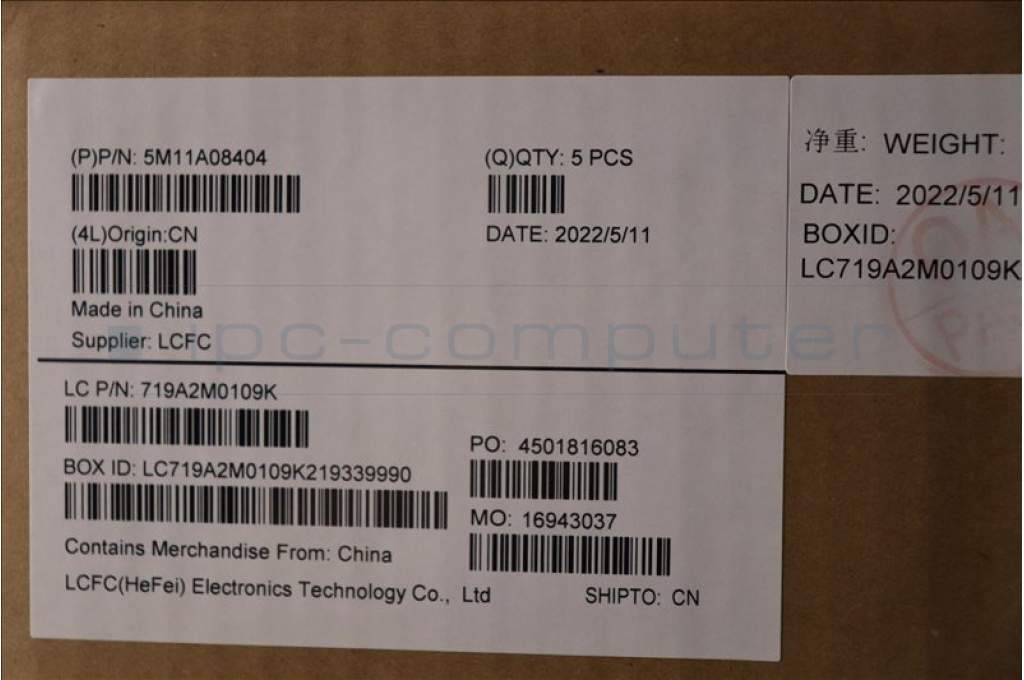 (P)P/N: 5M11A08404
(Q)QTY: 5 PCS
(4L)Origin:CN
DATE: 2022/5/11
Made in China
Supplier: LCFC
LC P/N: 719A2M0109K
PO: 4501816083
BOX ID: LC719A2M0109K219339990
MO: 16943037
Contains Merchandise From: China
LCFC(HeFei) Electronics Technology Co., Ltd
SHIPTO: CN
净重: WEIGHT:
DATE: 2022/5/11
BOXID:
LC719A2M0109K
ipc-computer